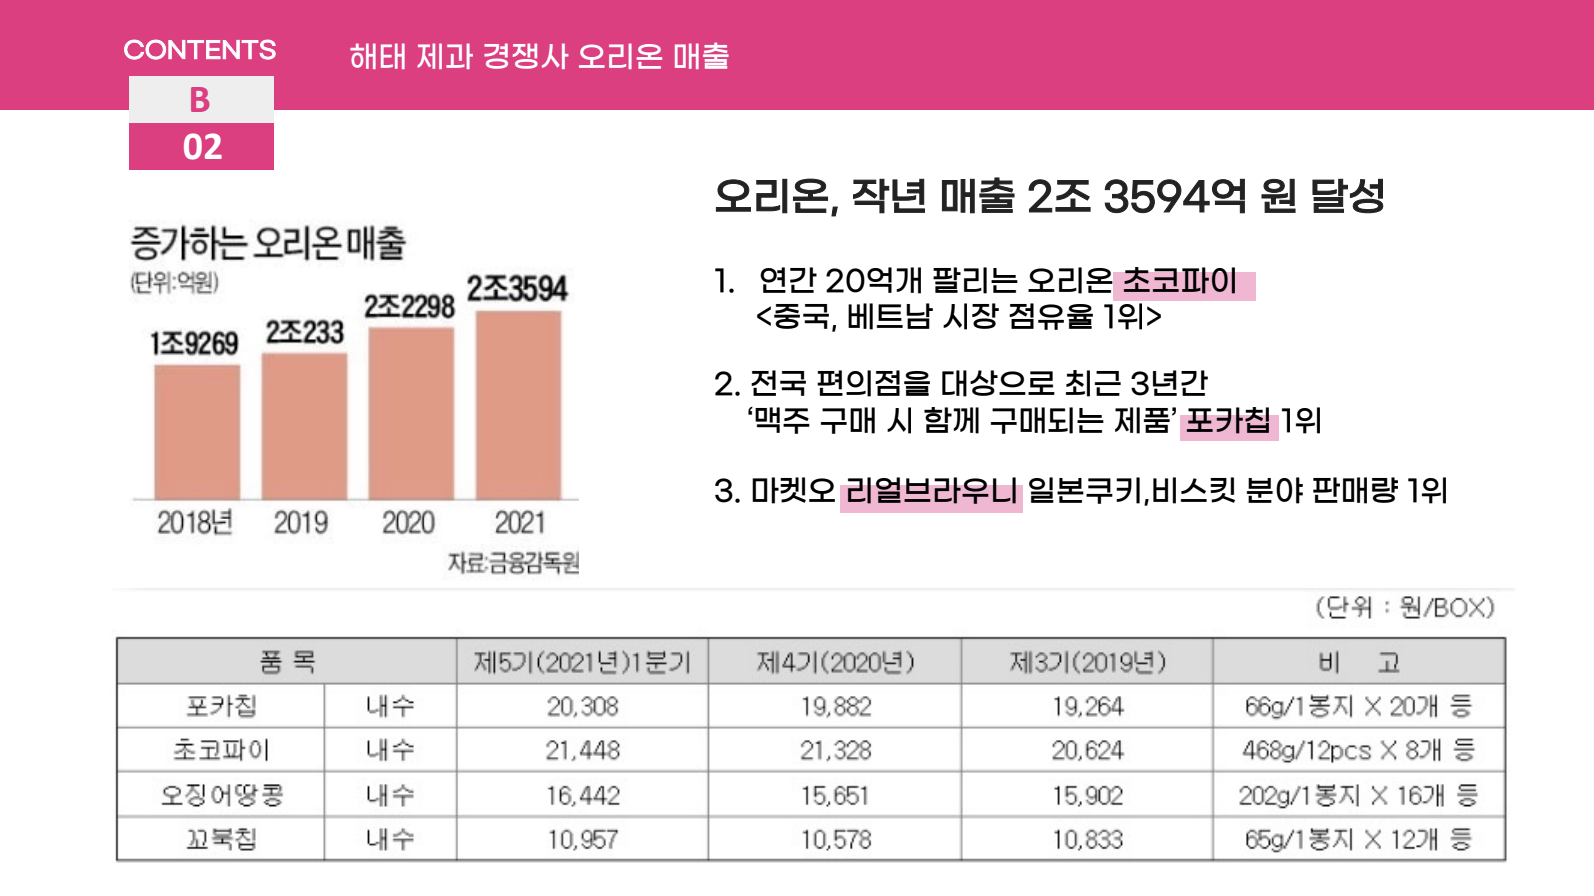 CONTENTS
B
02
해태 제과 경쟁사 오리온 매출
증가하는 오리온 매출
(단위:억원)
1조9269
2조233
2조2298
2조3594
2018년 2019 2020 2021
자료:금융감독원
오리온, 작년 매출 2조 3594억 원 달성
1. 연간 20억개 팔리는 오리온 초코파이
<중국, 베트남 시장 점유율 1위>
2. 전국 편의점을 대상으로 최근 3년간
‘맥주 구매 시 함께 구매되는 제품’ 포카칩 1위
3. 마켓오 리얼브라우니 일본쿠키,비스킷 분야 판매량 1위
(단위 : 원/BOX)
품 목 제5기(2021년)1분기 제4기(2020년) 제3기(2019년) 비 고
포카칩 내수 20,308 19,882 19,264 66g/1봉지 X 20개 등
초코파이 내수 21,448 21,328 20,624 468g/12pcs X 8개 등
오징어땅콩 내수 16,442 15,651 15,902 202g/1봉지 X 16개 등
꼬북칩 내수 10,957 10,578 10,833 65g/1봉지 X 12개 등